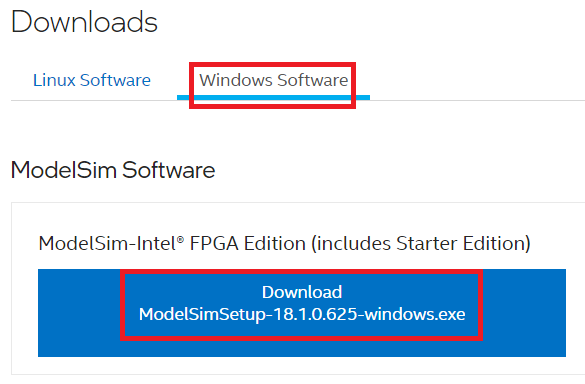 Downloads
Linux Software
Windows Software
ModelSim Software
ModelSim-Intel® FPGA Edition (includes Starter Edition)
Download
ModelSimSetup-18.1.0.625-windows.exe